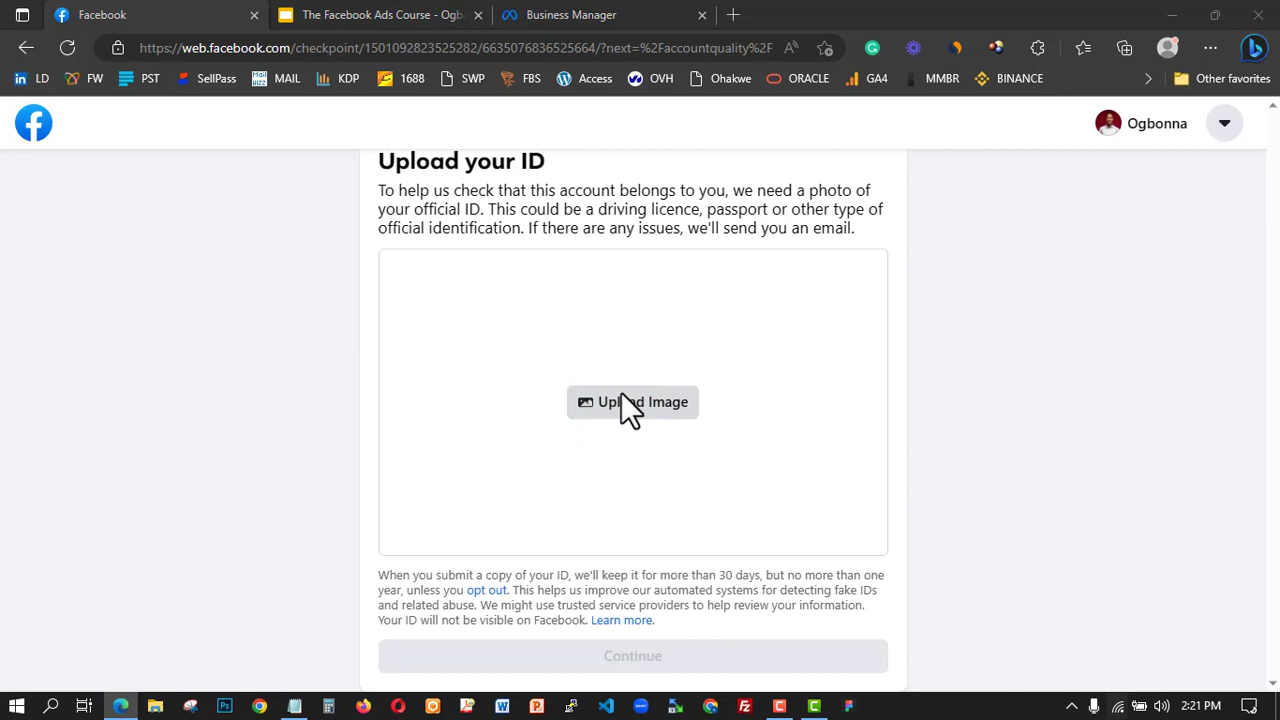 Facebook
The Facebook Ads Course - Ogb
Business Manager
https://web.facebook.com/checkpoint/1501092823525282/6635076836525664/?next=%2Faccountquality%2F
LD
FW
PST
SellPass
MAIL
KDP
1688
SWP
FBS
Access
OVH
Ohakwe
ORACLE
GA4
MMBR
BINANCE
Other favorites
Ogbonna
Upload your ID
To help us check that this account belongs to you, we need a photo of
your official ID. This could be a driving licence, passport or other type of
official identification. If there are any issues, we'll send you an email.
Upload Image
When you submit a copy of your ID, we'll keep it for more than 30 days, but no more than one
year, unless you opt out. This helps us improve our automated systems for detecting fake IDs
and related abuse. We might use trusted service providers to help review your information.
Your ID will not be visible on Facebook. Learn more.
Continue
2:21 PM